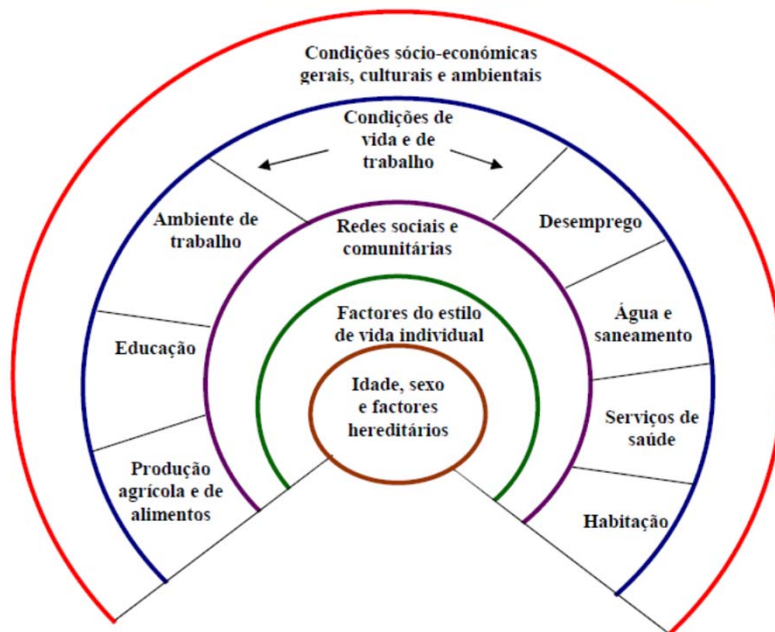 Condições sócio-económicas
gerais, culturais e ambientais
Condições de
vida e de
trabalho
Ambiente de
trabalho
Redes sociais e
comunitárias
Desemprego
Educação
Factores do estilo
de vida individual
Água e
saneamento
Idade, sexo
e factores
hereditários
Serviços de
saúde
Produção
agrícola e de
alimentos
Habitação